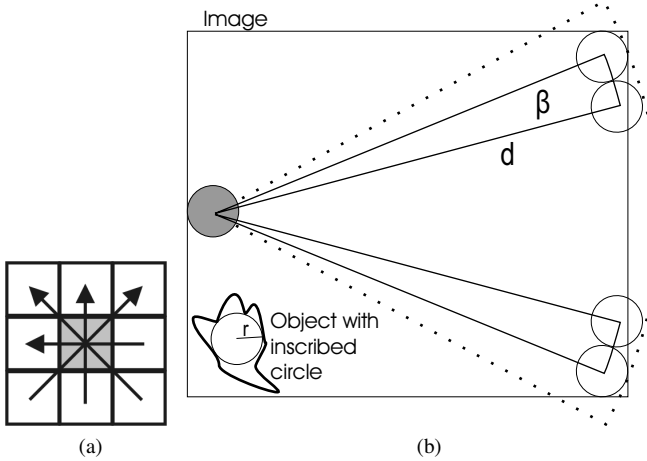 Image
β
d
r
Object with
inscribed
circle
(a)
(b)